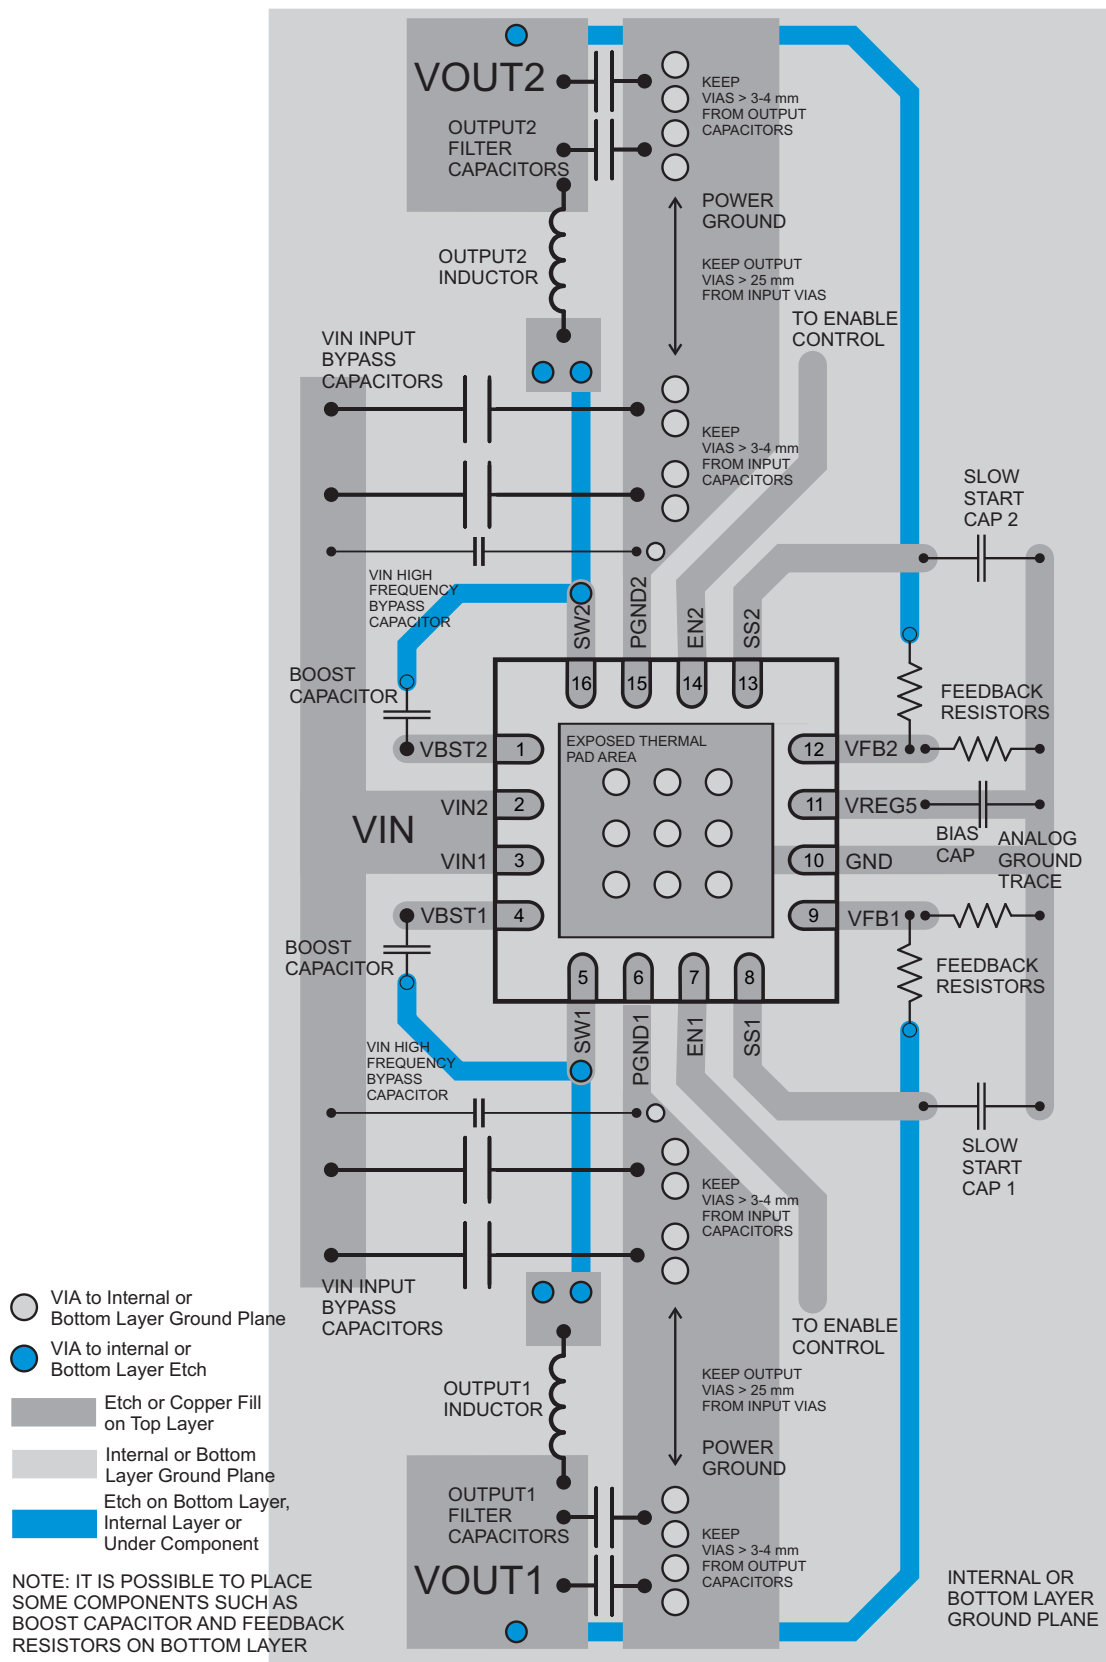 VOUT2
KEEP
VIAS > 3-4 mm
FROM OUTPUT
CAPACITORS
OUTPUT2
FILTER
CAPACITORS
POWER
GROUND
OUTPUT2
INDUCTOR
KEEP OUTPUT
VIAS > 25 mm
FROM INPUT VIAS
TO ENABLE
CONTROL
VIN INPUT
BYPASS
CAPACITORS
KEEP
VIAS > 3-4 mm
FROM INPUT
CAPACITORS
SLOW
START
CAP 2
VIN HIGH
FREQUENCY
BYPASS
CAPACITOR
SW2
PGND2
EN2
SS2
BOOST
CAPACITOR
16
15
14
13
FEEDBACK
RESISTORS
VBST2
1
EXPOSED THERMAL
PAD AREA
12
VFB2
VIN2
2
11
VREG5
VIN
BIAS
CAP
ANALOG
GROUND
TRACE
VIN1
3
10
GND
VBST1
4
9
VFB1
BOOST
CAPACITOR
5
6
7
8
FEEDBACK
RESISTORS
SW1
PGND1
EN1
SS1
VIN HIGH
FREQUENCY
BYPASS
CAPACITOR
SLOW
START
CAP 1
KEEP
VIAS > 3-4 mm
FROM INPUT
CAPACITORS
VIN INPUT
BYPASS
CAPACITORS
TO ENABLE
CONTROL
OUTPUT1
INDUCTOR
KEEP OUTPUT
VIAS > 25 mm
FROM INPUT VIAS
POWER
GROUND
OUTPUT1
FILTER
CAPACITORS
KEEP
VIAS > 3-4 mm
FROM OUTPUT
CAPACITORS
VOUT1
INTERNAL OR
BOTTOM LAYER
GROUND PLANE
VIA to Internal or
Bottom Layer Ground Plane
VIA to internal or
Bottom Layer Etch
Etch or Copper Fill
on Top Layer
Internal or Bottom
Layer Ground Plane
Etch on Bottom Layer,
Internal Layer or
Under Component
NOTE: IT IS POSSIBLE TO PLACE
SOME COMPONENTS SUCH AS
BOOST CAPACITOR AND FEEDBACK
RESISTORS ON BOTTOM LAYER